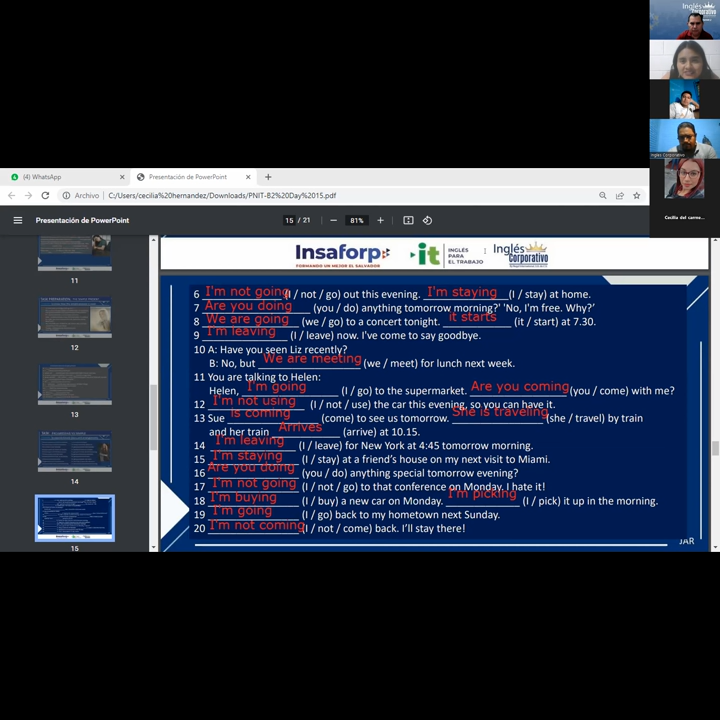 Inglés Corporativo
(4) WhatsApp
Presentación de PowerPoint
Archivo C:/Users/cecilia%20hernandez/Downloads/PNIT-B2%20Day%2015.pdf
Inglés Corporativo
Cecilia del carme...
Presentación de PowerPoint 15 / 21 81%
Insaforp
FORMANDO UN MEJOR EL SALVADOR
it INGLÉS PARA EL TRABAJO
Inglés Corporativo
11
12
13
14
15
6 I'm not going (I / not / go) out this evening. I'm staying (I / stay) at home.
7 Are you doing (you / do) anything tomorrow morning?' 'No, I'm free. Why?'
8 We are going (we / go) to a concert tonight. it starts (it / start) at 7.30.
9 I'm leaving (I / leave) now. I've come to say goodbye.
10 A: Have you seen Liz recently?
B: No, but We are meeting (we / meet) for lunch next week.
11 You are talking to Helen:
Helen, I'm going (I / go) to the supermarket. Are you coming (you / come) with me?
12 I'm not using (I / not / use) the car this evening, so you can have it.
13 Sue is coming (come) to see us tomorrow. She is traveling (she / travel) by train
and her train Arrives (arrive) at 10.15.
14 I'm leaving (I / leave) for New York at 4:45 tomorrow morning.
15 I'm staying (I / stay) at a friend's house on my next visit to Miami.
16 Are you doing (you / do) anything special tomorrow evening?
17 I'm not going (I / not / go) to that conference on Monday. I hate it!
18 I'm buying (I / buy) a new car on Monday. I'm picking (I / pick) it up in the morning.
19 I'm going (I / go) back to my hometown next Sunday.
20 I'm not coming (I / not / come) back. I'll stay there!
JAR